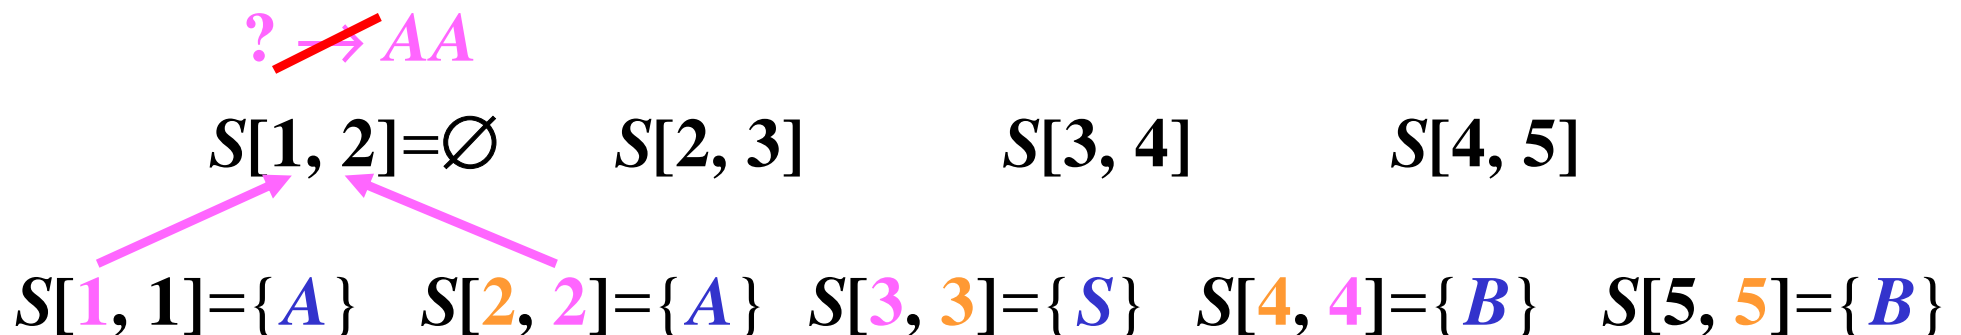 ? → AA
S[1, 2]=∅ S[2, 3] S[3, 4] S[4, 5]
S[1, 1]={A} S[2, 2]={A} S[3, 3]={S} S[4, 4]={B} S[5, 5]={B}